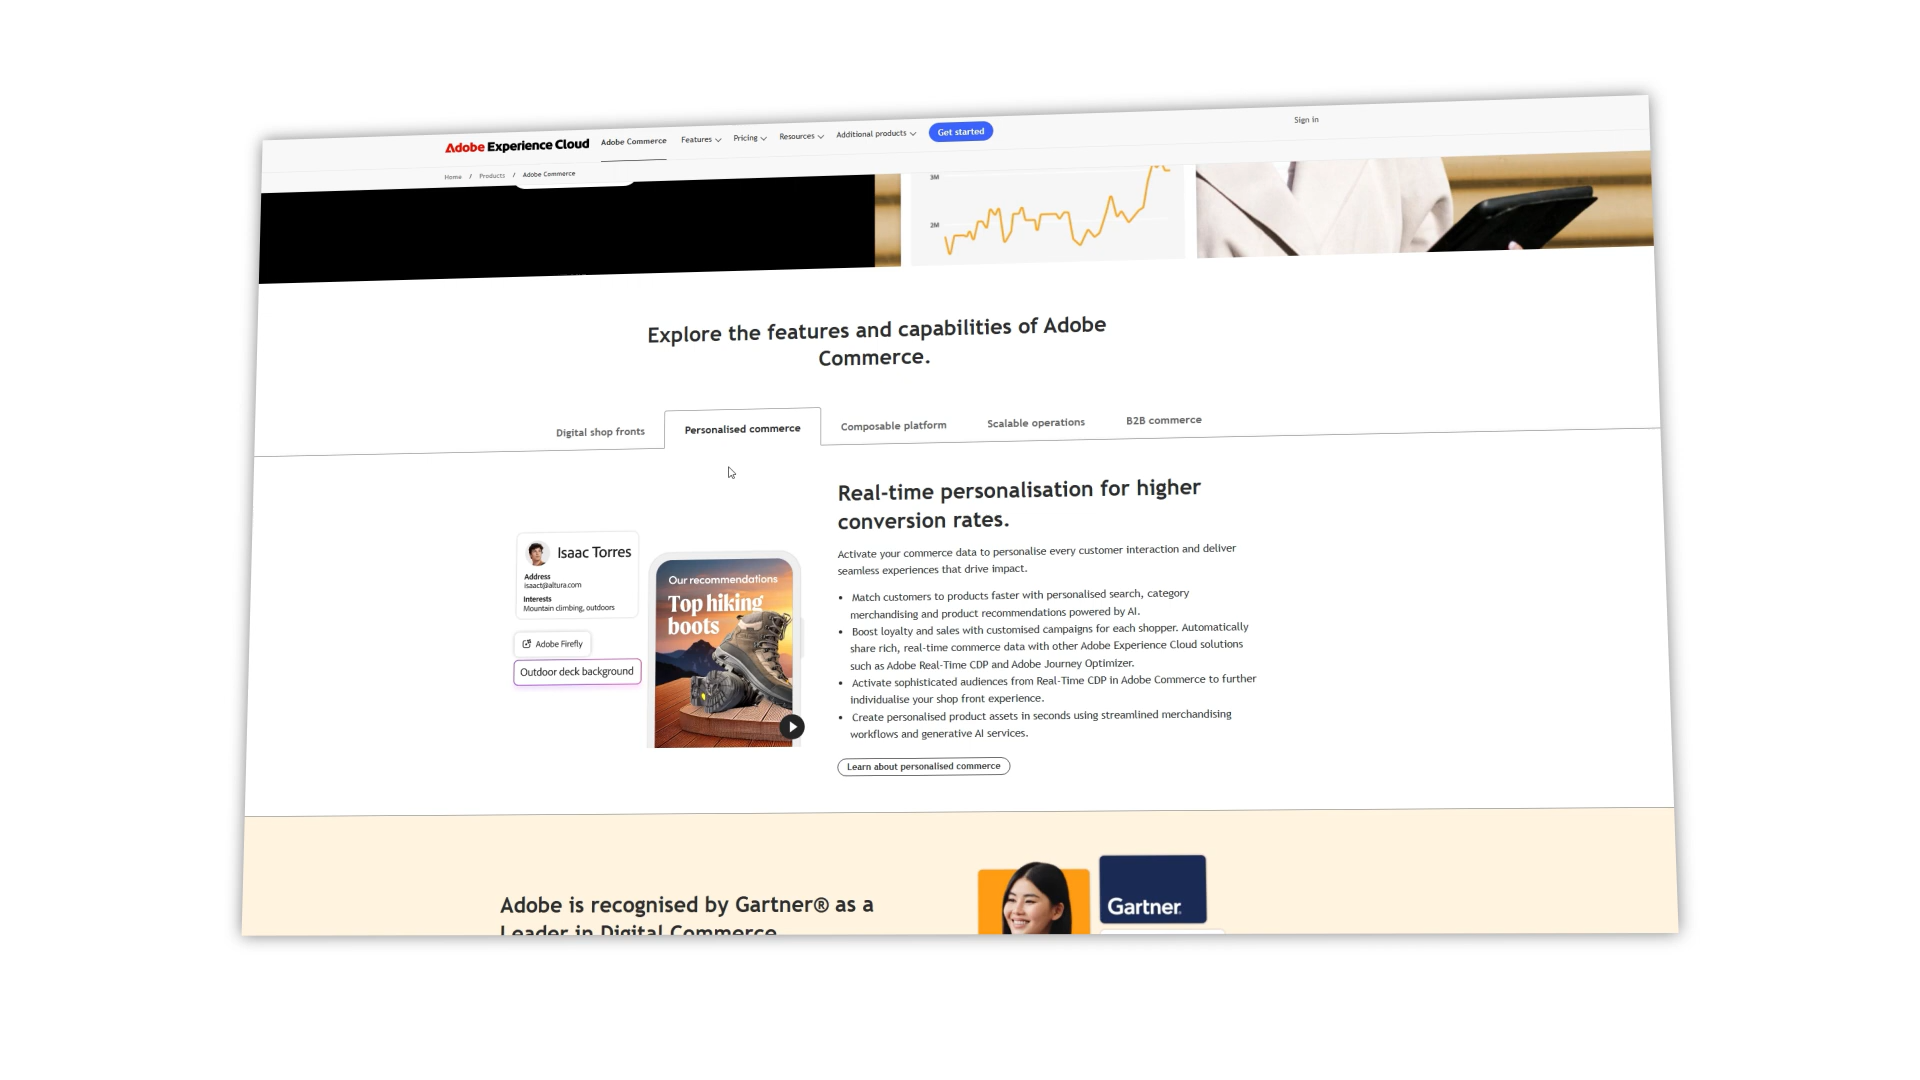 Adobe Experience Cloud Adobe Commerce Features Pricing Resources Additional products Get started Sign in
Home / Products / Adobe Commerce
3M
2M
Explore the features and capabilities of Adobe
Commerce.
Digital shop fronts Personalised commerce Composable platform Scalable operations B2B commerce
Isaac Torres
Address
isaact@altura.com
Interests
Mountain climbing, outdoors
Adobe Firefly
Outdoor deck background
Our recommendations
Top hiking
boots
Real-time personalisation for higher
conversion rates.
Activate your commerce data to personalise every customer interaction and deliver
seamless experiences that drive impact.
• Match customers to products faster with personalised search, category
merchandising and product recommendations powered by AI.
• Boost loyalty and sales with customised campaigns for each shopper. Automatically
share rich, real-time commerce data with other Adobe Experience Cloud solutions
such as Adobe Real-Time CDP and Adobe Journey Optimizer.
• Activate sophisticated audiences from Real-Time CDP in Adobe Commerce to further
individualise your shop front experience.
• Create personalised product assets in seconds using streamlined merchandising
workflows and generative AI services.
Learn about personalised commerce
Adobe is recognised by Gartner® as a
Leader in Digital Commerce
Gartner